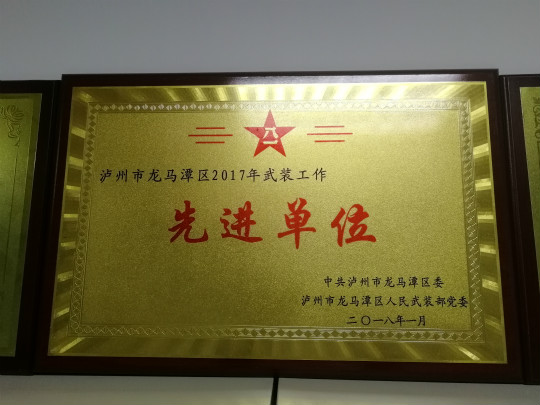 八一
泸州市龙马潭区2017年武装工作
先进单位
中共泸州市龙马潭区委
泸州市龙马潭区人民武装部党委
二〇一八年一月